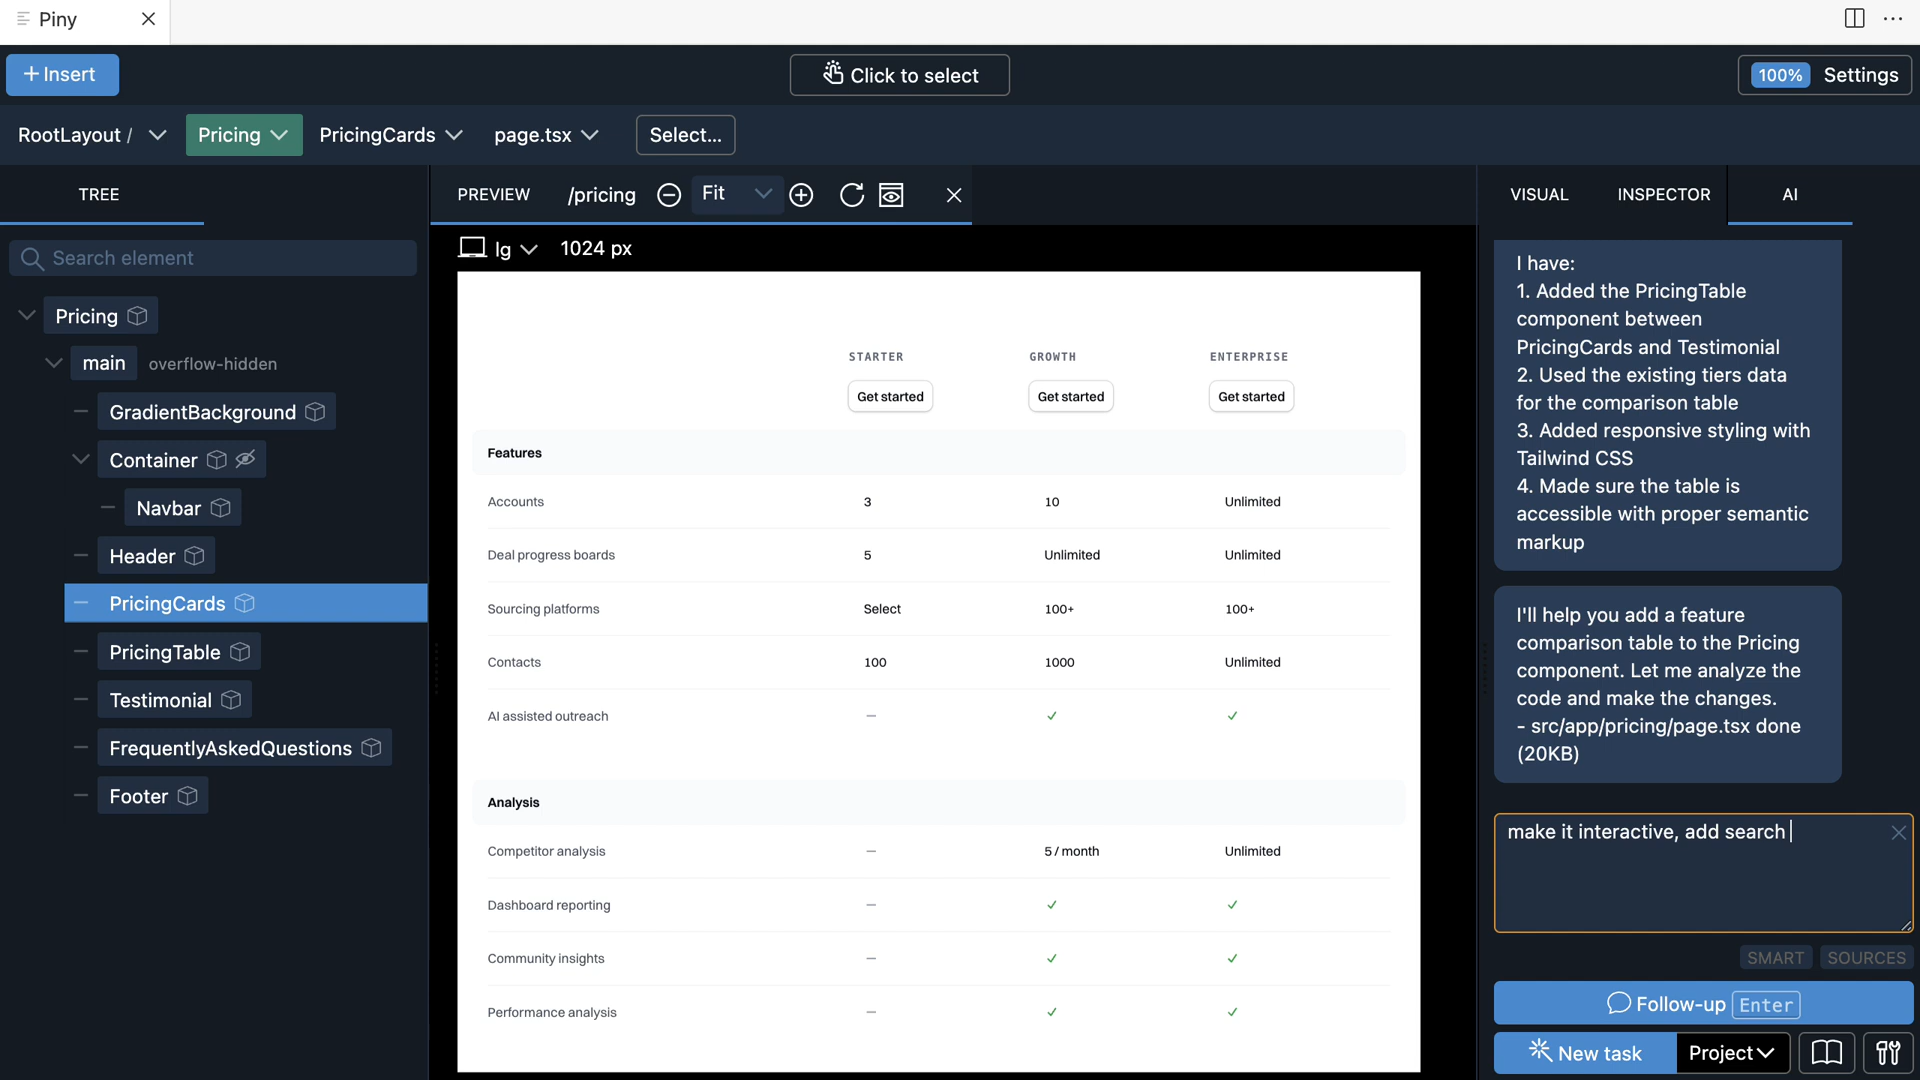 Piny
+ Insert
Click to select
100% Settings
RootLayout /
Pricing
PricingCards
page.tsx
Select...
TREE
Search element
Pricing
main overflow-hidden
GradientBackground
Container
Navbar
Header
PricingCards
PricingTable
Testimonial
FrequentlyAskedQuestions
Footer
PREVIEW /pricing Fit
lg 1024 px
STARTER GROWTH ENTERPRISE
Get started Get started Get started
Features
Accounts 3 10 Unlimited
Deal progress boards 5 Unlimited Unlimited
Sourcing platforms Select 100+ 100+
Contacts 100 1000 Unlimited
AI assisted outreach – ✓ ✓
Analysis
Competitor analysis – 5 / month Unlimited
Dashboard reporting – ✓ ✓
Community insights – ✓ ✓
Performance analysis – ✓ ✓
VISUAL INSPECTOR AI
I have:
1. Added the PricingTable
component between
PricingCards and Testimonial
2. Used the existing tiers data
for the comparison table
3. Added responsive styling with
Tailwind CSS
4. Made sure the table is
accessible with proper semantic
markup
I'll help you add a feature
comparison table to the Pricing
component. Let me analyze the
code and make the changes.
- src/app/pricing/page.tsx done
(20KB)
make it interactive, add search
SMART SOURCES
Follow-up Enter
New task Project